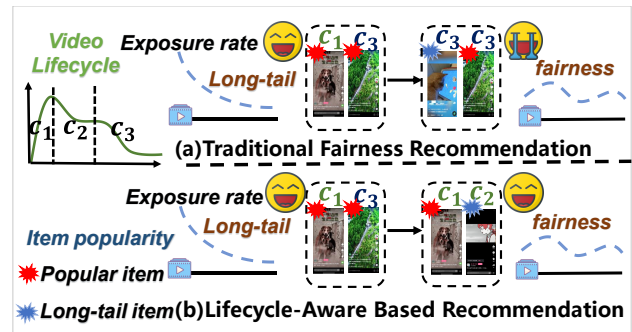 Video
Lifecycle
c1
c2
c3
Exposure rate
Long-tail
c1
c3
c3
c3
fairness
(a)Traditional Fairness Recommendation
Exposure rate
Long-tail
c1
c3
c1
c2
fairness
Item popularity
Popular item
Long-tail item
(b)Lifecycle-Aware Based Recommendation